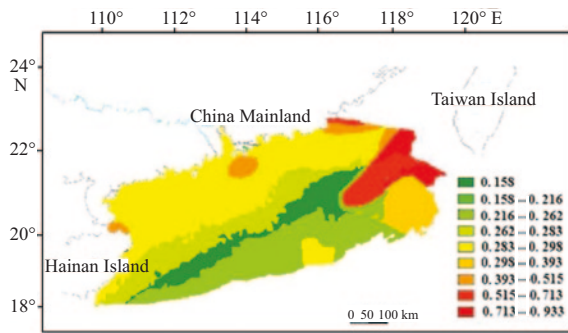 110° 112° 114° 116° 118° 120° E
24°
N
22°
20°
18°
China Mainland
Taiwan Island
Hainan Island
0.158
0.158 - 0.216
0.216 - 0.262
0.262 - 0.283
0.283 - 0.298
0.298 - 0.393
0.393 - 0.515
0.515 - 0.713
0.713 - 0.933
0 50 100 km